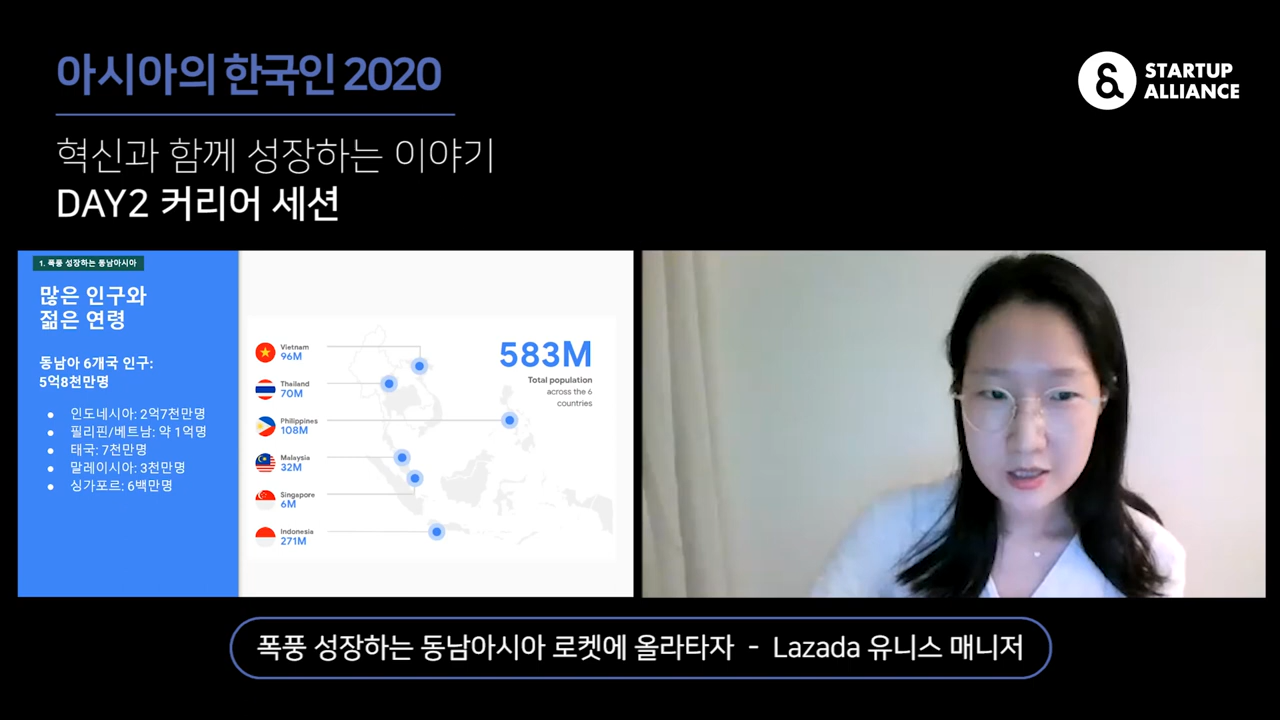 아시아의 한국인 2020
STARTUP
ALLIANCE
혁신과 함께 성장하는 이야기
DAY2 커리어 세션
1. 폭풍 성장하는 동남아시아
많은 인구와
젊은 연령
동남아 6개국 인구:
5억8천만명
● 인도네시아: 2억7천만명
● 필리핀/베트남: 약 1억명
● 태국: 7천만명
● 말레이시아: 3천만명
● 싱가포르: 6백만명
Vietnam
96M
Thailand
70M
Philippines
108M
Malaysia
32M
Singapore
6M
Indonesia
271M
583M
Total population
across the 6
countries
폭풍 성장하는 동남아시아 로켓에 올라타자 - Lazada 유니스 매니저